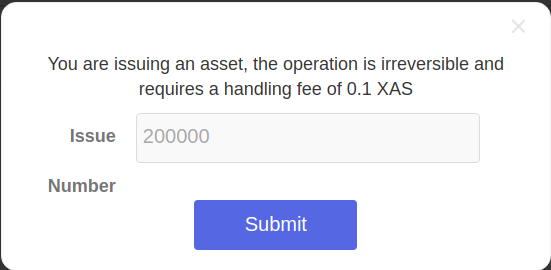 You are issuing an asset, the operation is irreversible and
requires a handling fee of 0.1 XAS
Issue
200000
Number
Submit